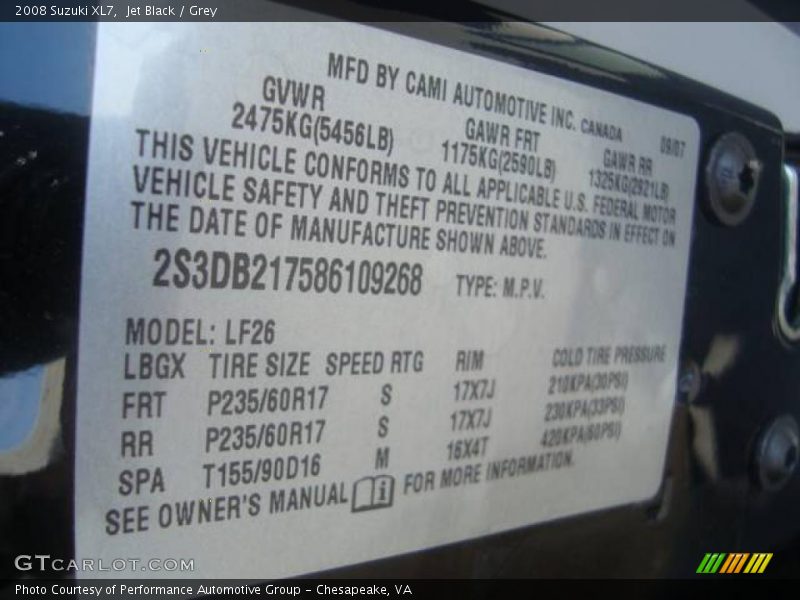 2008 Suzuki XL7, Jet Black / Grey
MFD BY CAMI AUTOMOTIVE INC. CANADA 09/07
GVWR GAWR FRT GAWR RR
2475KG(5456LB) 1175KG(2590LB) 1325KG(2921LB)
THIS VEHICLE CONFORMS TO ALL APPLICABLE U.S. FEDERAL MOTOR
VEHICLE SAFETY AND THEFT PREVENTION STANDARDS IN EFFECT ON
THE DATE OF MANUFACTURE SHOWN ABOVE.
2S3DB217586109268 TYPE: M.P.V.
MODEL: LF26
LBGX TIRE SIZE SPEED RTG RIM COLD TIRE PRESSURE
FRT P235/60R17 S 17X7J 210KPA(30PSI)
RR P235/60R17 S 17X7J 230KPA(33PSI)
SPA T155/90D16 M 16X4T 420KPA(60PSI)
SEE OWNER'S MANUAL FOR MORE INFORMATION.
GTCARLOT.COM
Photo Courtesy of Performance Automotive Group - Chesapeake, VA